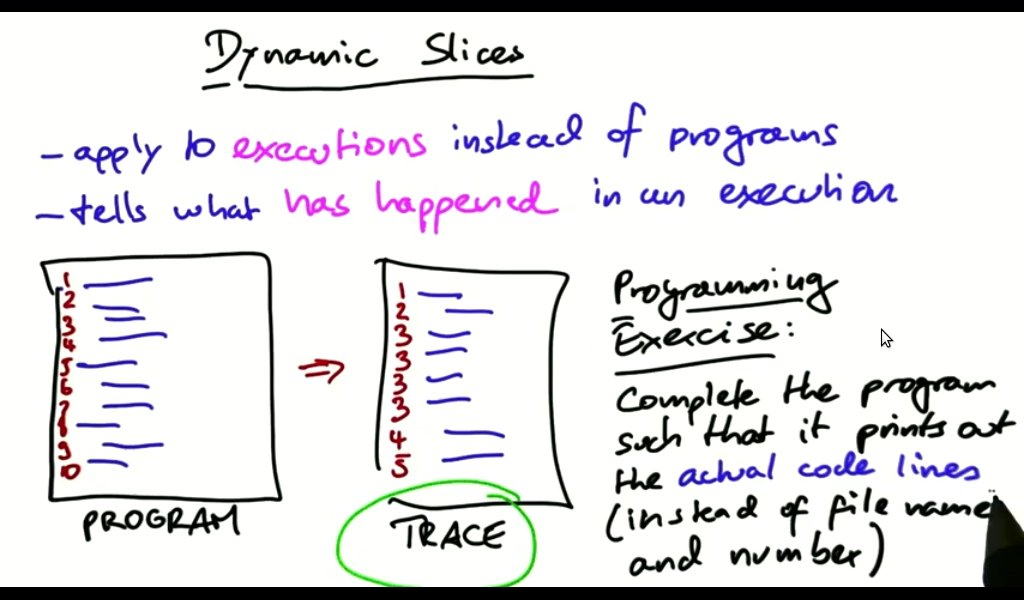 Dynamic Slices
- apply to executions instead of programs
- tells what has happened in an execution
1
2
3
4
5
6
7
8
9
10
PROGRAM
⇒
1
2
3
3
3
3
4
5
TRACE
Programming
Exercise:
Complete the program
such that it prints out
the actual code lines
(instead of file name
and number)